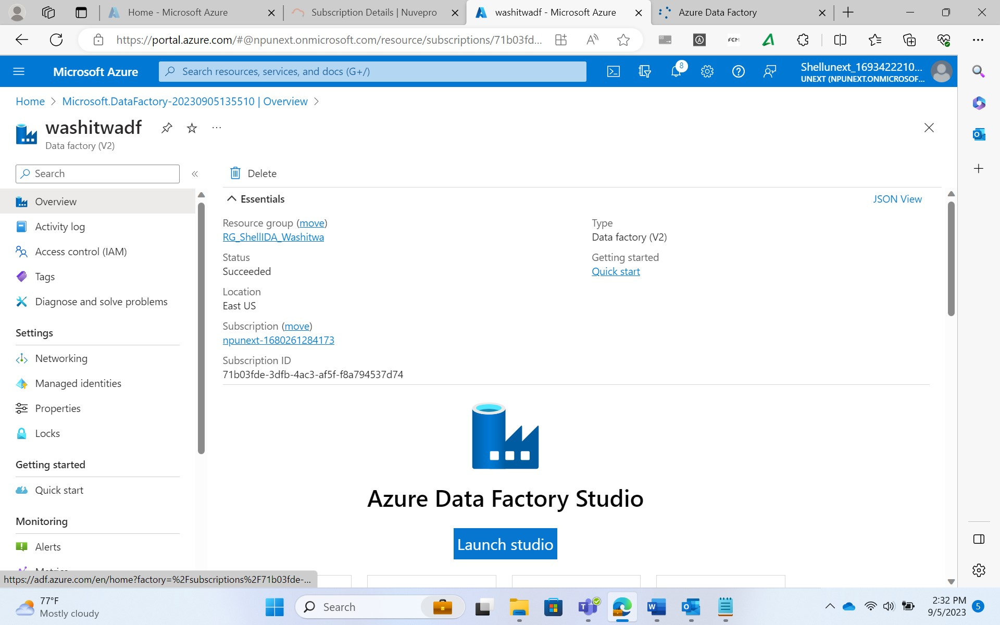 Home - Microsoft Azure
Subscription Details | Nuvepro
washitwadf - Microsoft Azure
Azure Data Factory
https://portal.azure.com/#@npunext.onmicrosoft.com/resource/subscriptions/71b03fd...
FCM
Microsoft Azure
Search resources, services, and docs (G+/)
8
Shellunext_1693422210...
UNEXT (NPUNEXT.ONMICROSOF...
Home > Microsoft.DataFactory-20230905135510 | Overview >
washitwadf
Data factory (V2)
Search
Delete
Overview
Activity log
Access control (IAM)
Tags
Diagnose and solve problems
Settings
Networking
Managed identities
Properties
Locks
Getting started
Quick start
Monitoring
Alerts
Metrics
Essentials
JSON View
Resource group (move)
RG_ShellIDA_Washitwa
Status
Succeeded
Location
East US
Subscription (move)
npunext-1680261284173
Subscription ID
71b03fde-3dfb-4ac3-af5f-f8a794537d74
Type
Data factory (V2)
Getting started
Quick start
Azure Data Factory Studio
Launch studio
https://adf.azure.com/en/home?factory=%2Fsubscriptions%2F71b03fde-...
77°F
Mostly cloudy
Search
2:32 PM
9/5/2023
5